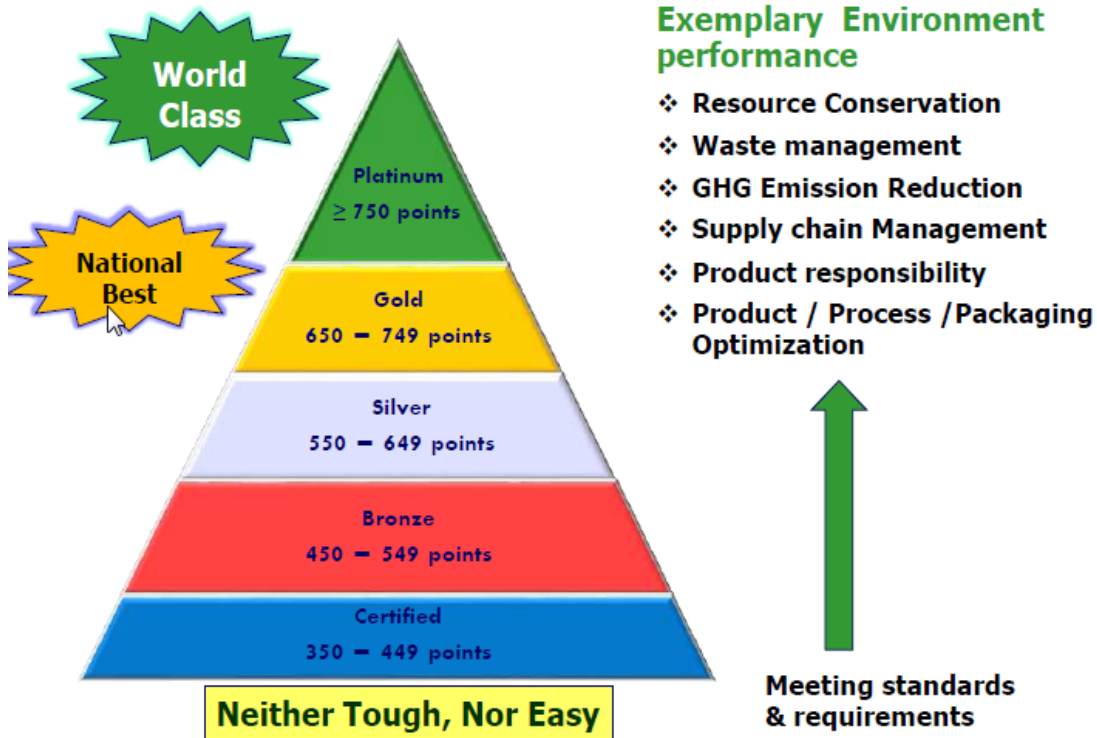 World
Class
National
Best
Platinum
≥ 750 points
Gold
650 – 749 points
Silver
550 – 649 points
Bronze
450 – 549 points
Certified
350 – 449 points
Neither Tough, Nor Easy
Exemplary Environment
performance
❖ Resource Conservation
❖ Waste management
❖ GHG Emission Reduction
❖ Supply chain Management
❖ Product responsibility
❖ Product / Process /Packaging
Optimization
Meeting standards
& requirements